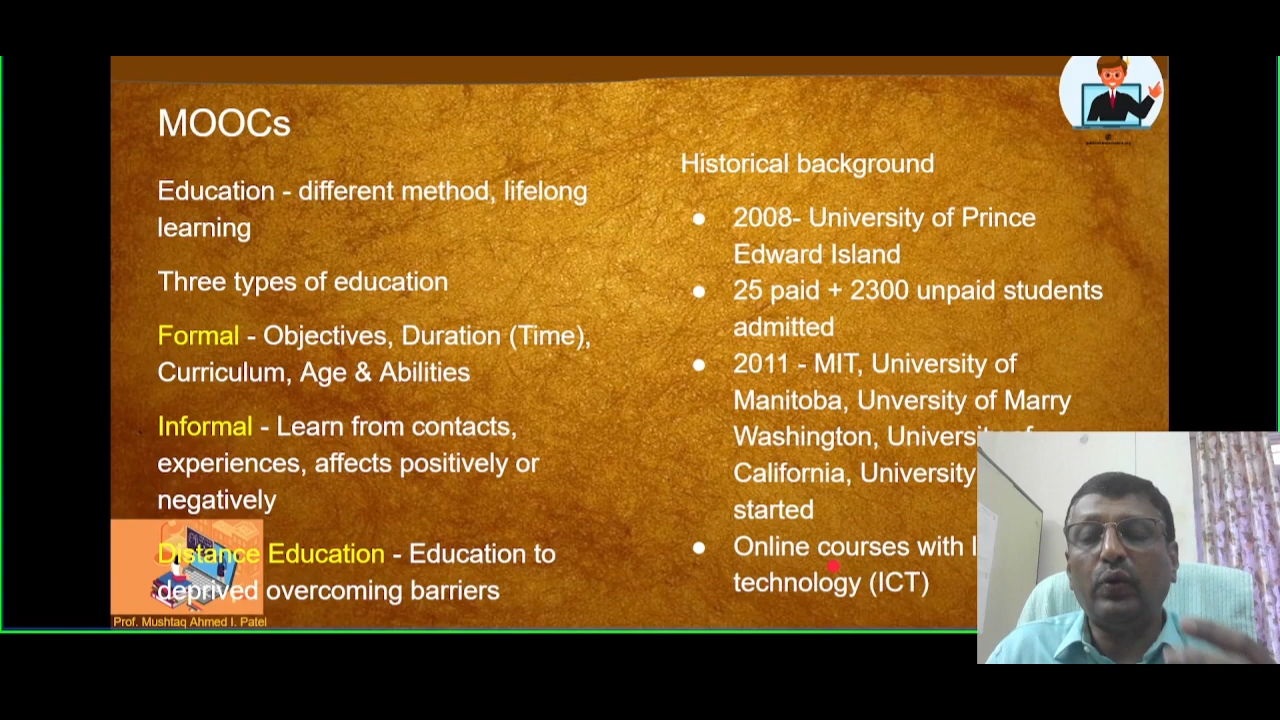 MOOCs
Education - different method, lifelong
learning
Three types of education
Formal - Objectives, Duration (Time),
Curriculum, Age & Abilities
Informal - Learn from contacts,
experiences, affects positively or
negatively
Distance Education - Education to
deprived overcoming barriers
Prof. Mushtaq Ahmed I. Patel
Historical background
● 2008- University of Prince
Edward Island
● 25 paid + 2300 unpaid students
admitted
● 2011 - MIT, University of
Manitoba, Unversity of Marry
Washington, University of
California, University
started
● Online courses with
technology (ICT)